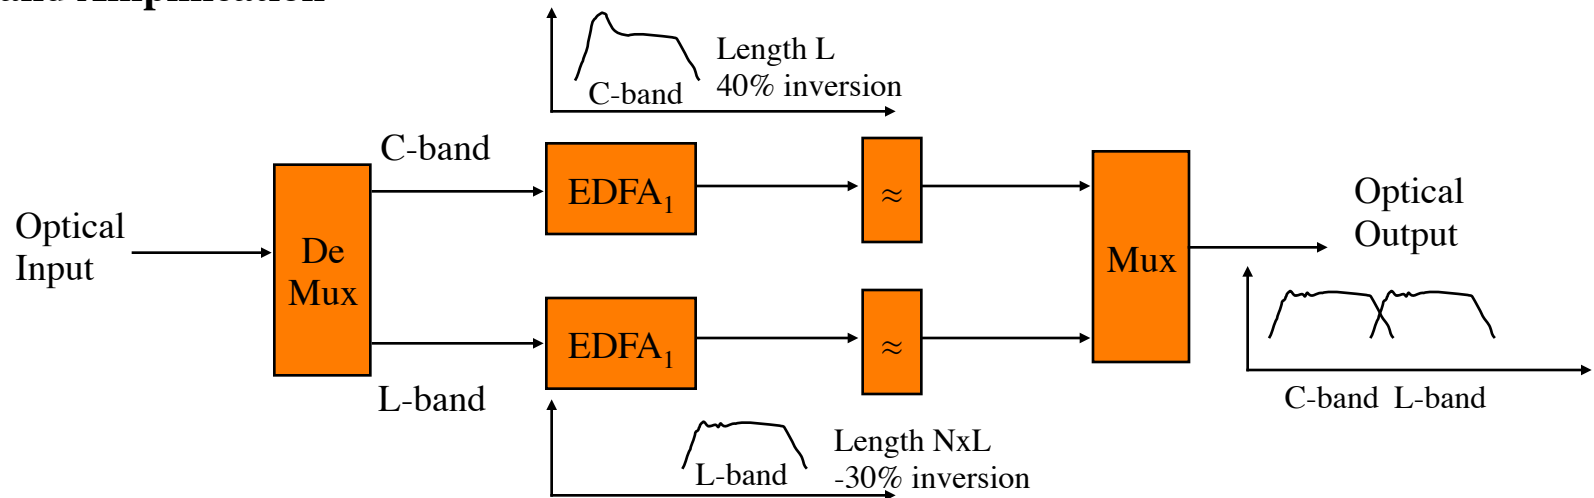 Length L
40% inversion
C-band
C-band
EDFA₁
≈
Optical
Input
De
Mux
Mux
Optical
Output
L-band
EDFA₁
≈
C-band L-band
Length NxL
-30% inversion
L-band